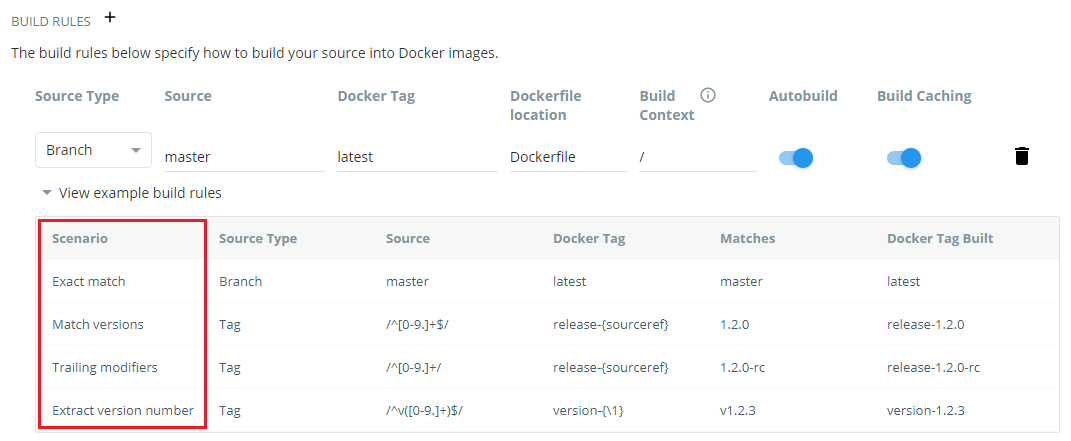 BUILD RULES +
The build rules below specify how to build your source into Docker images.
Source Type Source Docker Tag Dockerfile location Build Context Autobuild Build Caching
Branch master latest Dockerfile /
View example build rules
Scenario Source Type Source Docker Tag Matches Docker Tag Built
Exact match Branch master latest master latest
Match versions Tag /^[0-9.]+$/ release-{sourceref} 1.2.0 release-1.2.0
Trailing modifiers Tag /^[0-9.]+/ release-{sourceref} 1.2.0-rc release-1.2.0-rc
Extract version number Tag /^v([0-9.]+)$/ version-{\1} v1.2.3 version-1.2.3